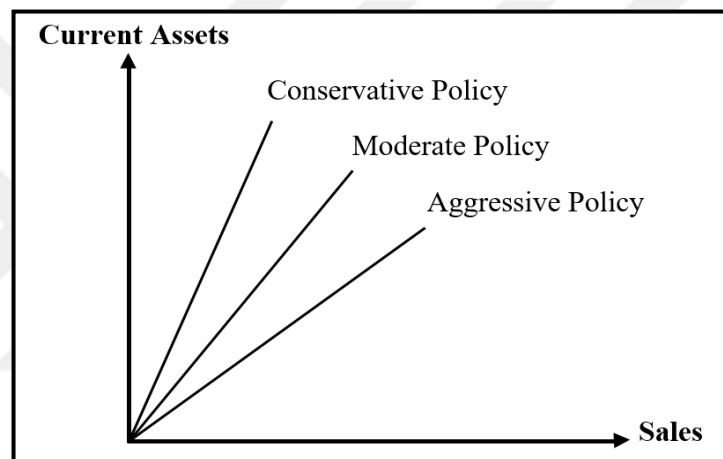 Current Assets
Conservative Policy
Moderate Policy
Aggressive Policy
Sales